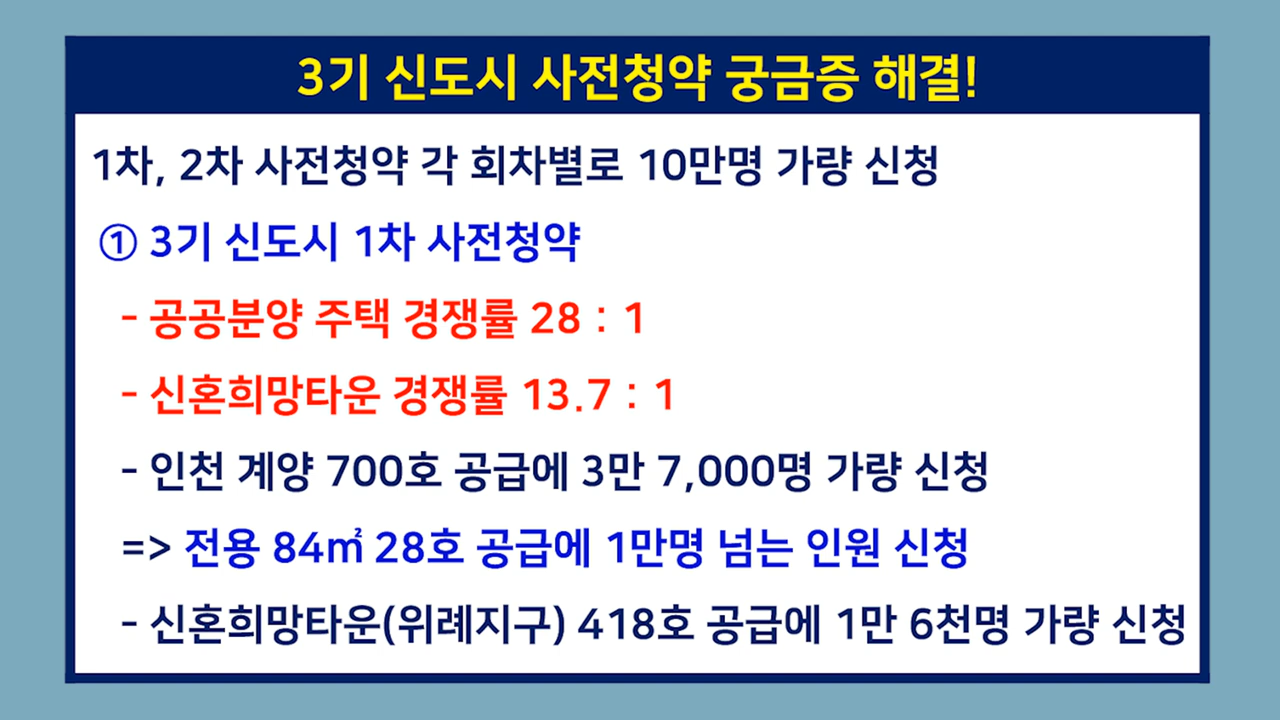 3기 신도시 사전청약 궁금증 해결!
1차, 2차 사전청약 각 회차별로 10만명 가량 신청
① 3기 신도시 1차 사전청약
- 공공분양 주택 경쟁률 28 : 1
- 신혼희망타운 경쟁률 13.7 : 1
- 인천 계양 700호 공급에 3만 7,000명 가량 신청
=> 전용 84㎡ 28호 공급에 1만명 넘는 인원 신청
- 신혼희망타운(위례지구) 418호 공급에 1만 6천명 가량 신청